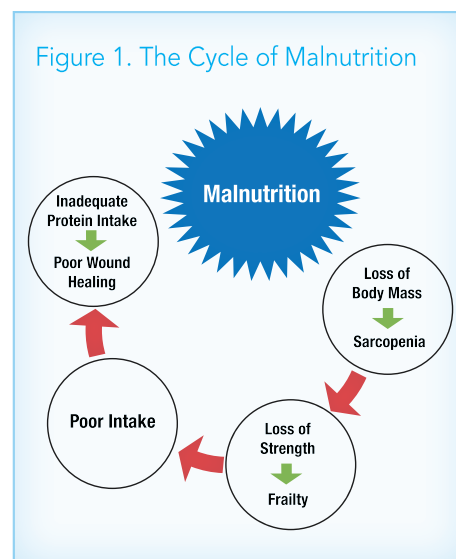 Figure 1. The Cycle of Malnutrition
Malnutrition
Inadequate
Protein Intake
Poor Wound
Healing
Loss of
Body Mass
Sarcopenia
Poor Intake
Loss of
Strength
Frailty